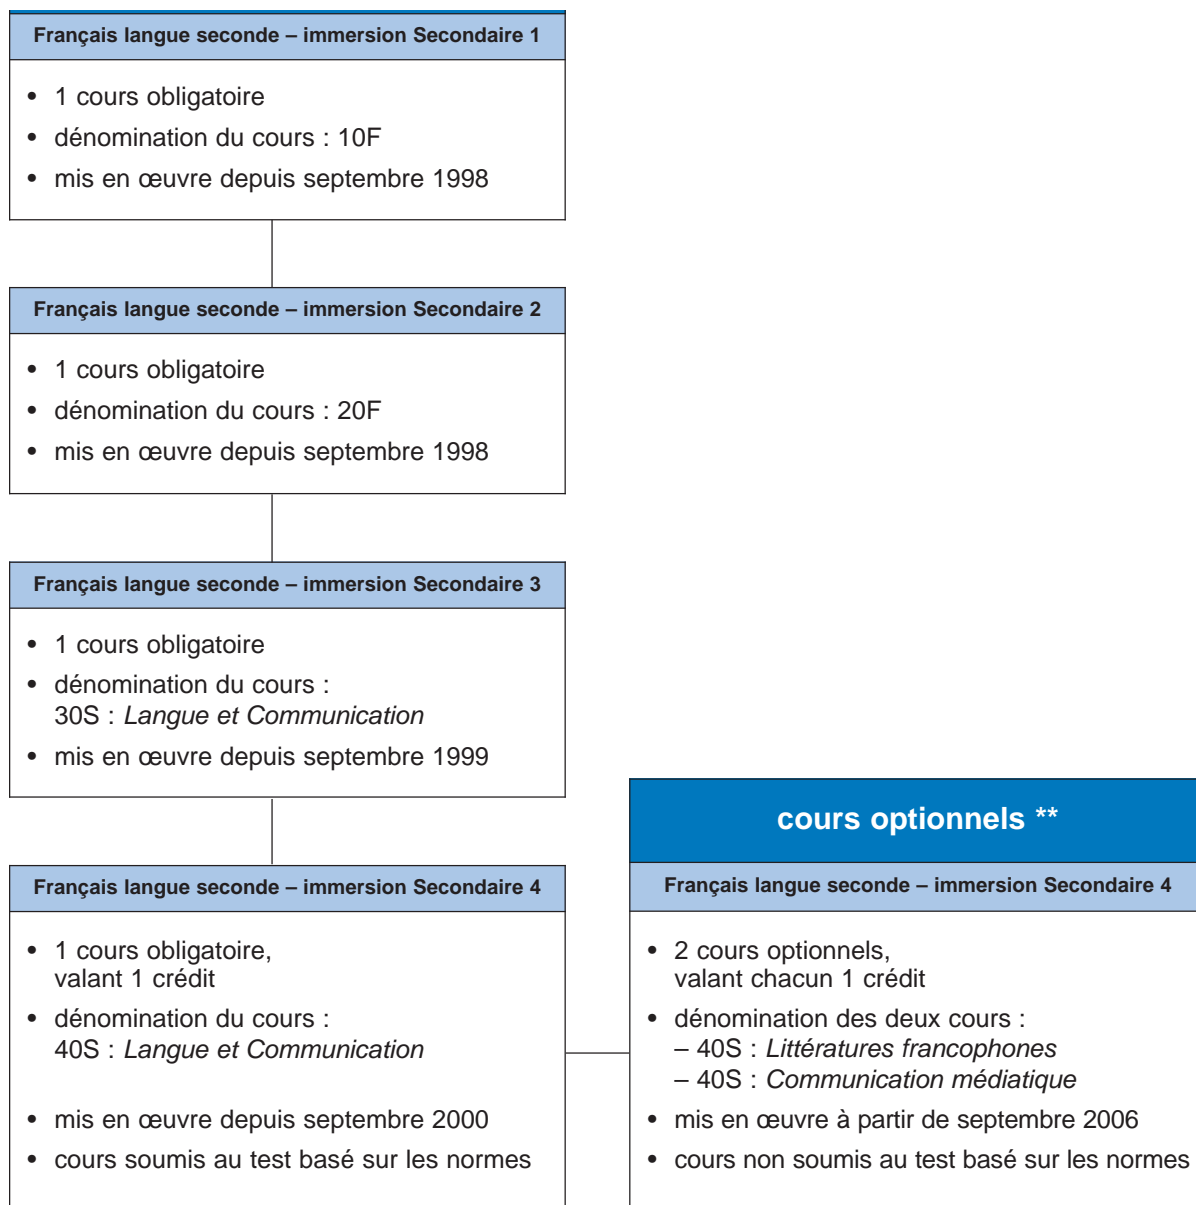 Français langue seconde – immersion Secondaire 1
• 1 cours obligatoire
• dénomination du cours : 10F
• mis en œuvre depuis septembre 1998
Français langue seconde – immersion Secondaire 2
• 1 cours obligatoire
• dénomination du cours : 20F
• mis en œuvre depuis septembre 1998
Français langue seconde – immersion Secondaire 3
• 1 cours obligatoire
• dénomination du cours :
30S : Langue et Communication
• mis en œuvre depuis septembre 1999
Français langue seconde – immersion Secondaire 4
• 1 cours obligatoire,
valant 1 crédit
• dénomination du cours :
40S : Langue et Communication
• mis en œuvre depuis septembre 2000
• cours soumis au test basé sur les normes
cours optionnels **
Français langue seconde – immersion Secondaire 4
• 2 cours optionnels,
valant chacun 1 crédit
• dénomination des deux cours :
– 40S : Littératures francophones
– 40S : Communication médiatique
• mis en œuvre à partir de septembre 2006
• cours non soumis au test basé sur les normes